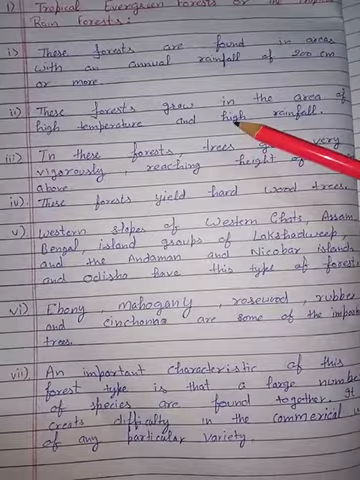 1) Tropical Evergreen Forests or the Tropical
Rain Forests:
i) These forests are found in areas
with an annual rainfall of 200 cm
or more.
ii) These forests grow in the area of
high temperature and high rainfall.
iii) In these forests, trees very
vigorously, reaching height of
above
iv) These forests yield hard wood trees.
v) Western slopes of Western Ghats, Assam
Bengal, island groups of Lakshadweep,
and the Andaman and Nicobar islands
and Odisha have this type of forest
vi) Ebony mahogany, rosewood, rubber
and cinchonna are some of the
trees.
vii) An important characteristic of this
forest type is that a large number
of species are found together. It
creats difficulty in the commerical
of any particular variety.